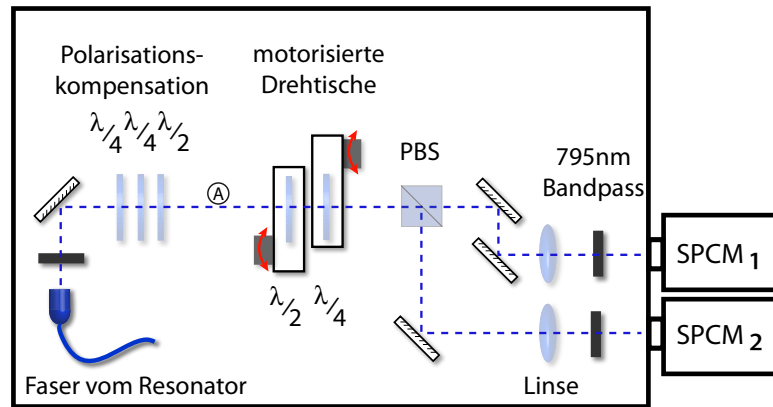 Polarisations-
kompensation
λ/4 λ/4 λ/2
motorisierte
Drehtische
A
λ/2 λ/4
PBS
795nm
Bandpass
SPCM 1
SPCM 2
Faser vom Resonator
Linse